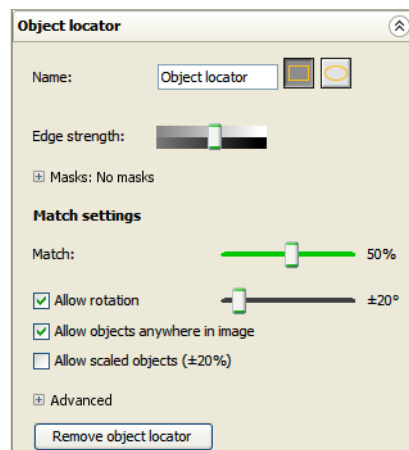 Object locator
Name: Object locator
Edge strength:
Masks: No masks
Match settings
Match: 50%
Allow rotation ±20°
Allow objects anywhere in image
Allow scaled objects (±20%)
Advanced
Remove object locator